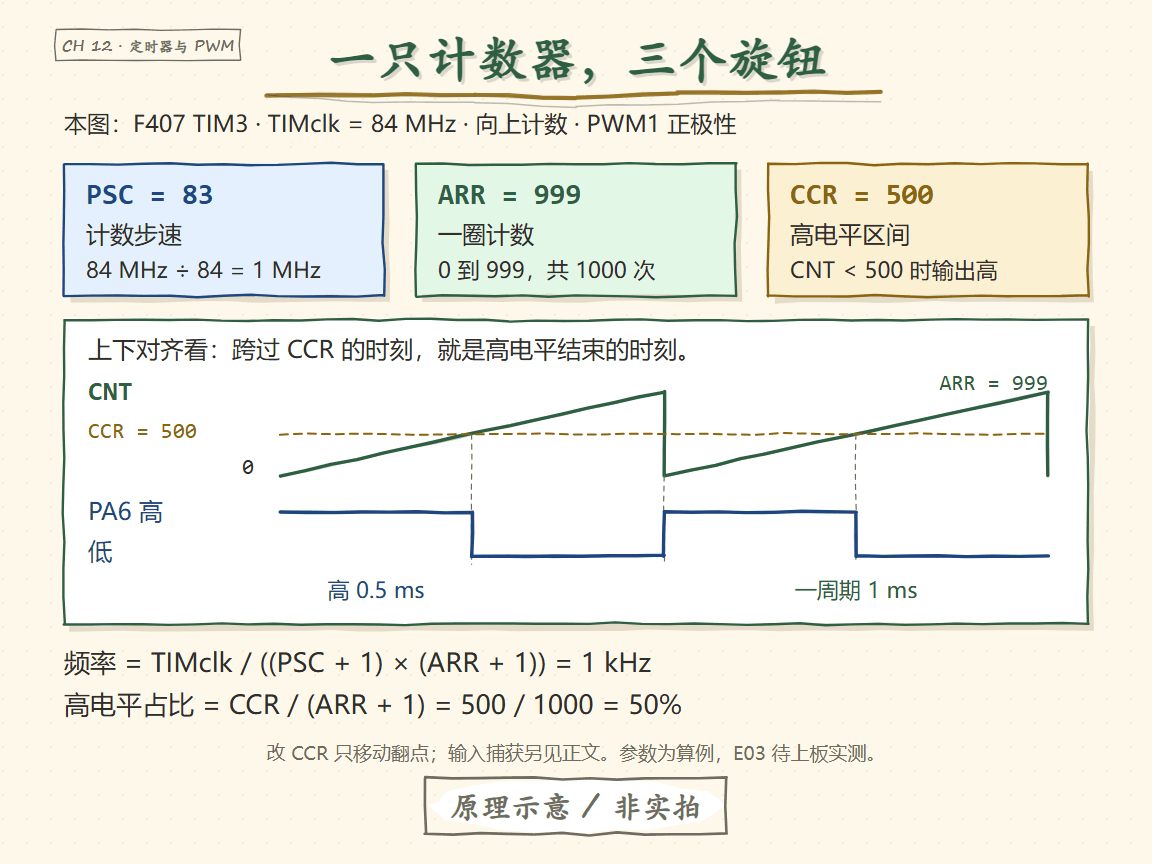 CH 12 · 定时器与 PWM
一只计数器，三个旋钮
本图：F407 TIM3 · TIMclk = 84 MHz · 向上计数 · PWM1 正极性
PSC = 83
计数步速
84 MHz ÷ 84 = 1 MHz
ARR = 999
一圈计数
0 到 999，共 1000 次
CCR = 500
高电平区间
CNT < 500 时输出高
上下对齐看：跨过 CCR 的时刻，就是高电平结束的时刻。
CNT
ARR = 999
CCR = 500
0
PA6 高
低
高 0.5 ms
一周期 1 ms
频率 = TIMclk / ((PSC + 1) × (ARR + 1)) = 1 kHz
高电平占比 = CCR / (ARR + 1) = 500 / 1000 = 50%
改 CCR 只移动翻点；输入捕获另见正文。参数为算例，E03 待上板实测。
原理示意 / 非实拍